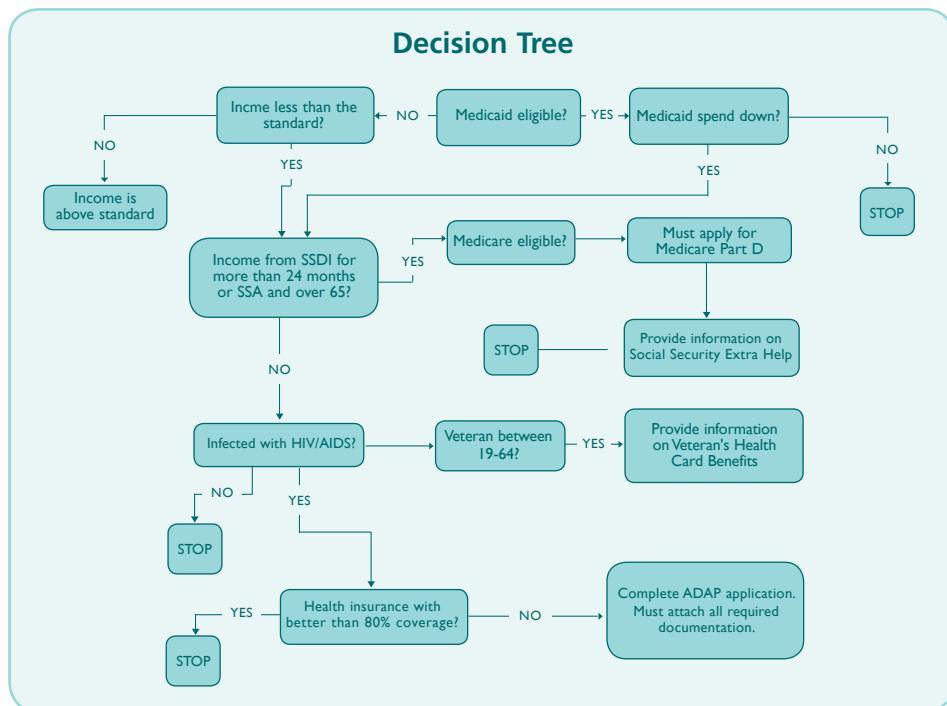 Decision Tree
Incme less than the
standard?
NO
Medicaid eligible?
YES
Medicaid spend down?
NO
YES
YES
NO
Income is
above standard
STOP
Income from SSDI for
more than 24 months
or SSA and over 65?
YES
Medicare eligible?
Must apply for
Medicare Part D
STOP
Provide information on
Social Security Extra Help
NO
Infected with HIV/AIDS?
Veteran between
19-64?
YES
Provide information
on Veteran's Health
Card Benefits
NO
YES
STOP
YES
Health insurance with
better than 80% coverage?
NO
Complete ADAP application.
Must attach all required
documentation.
STOP